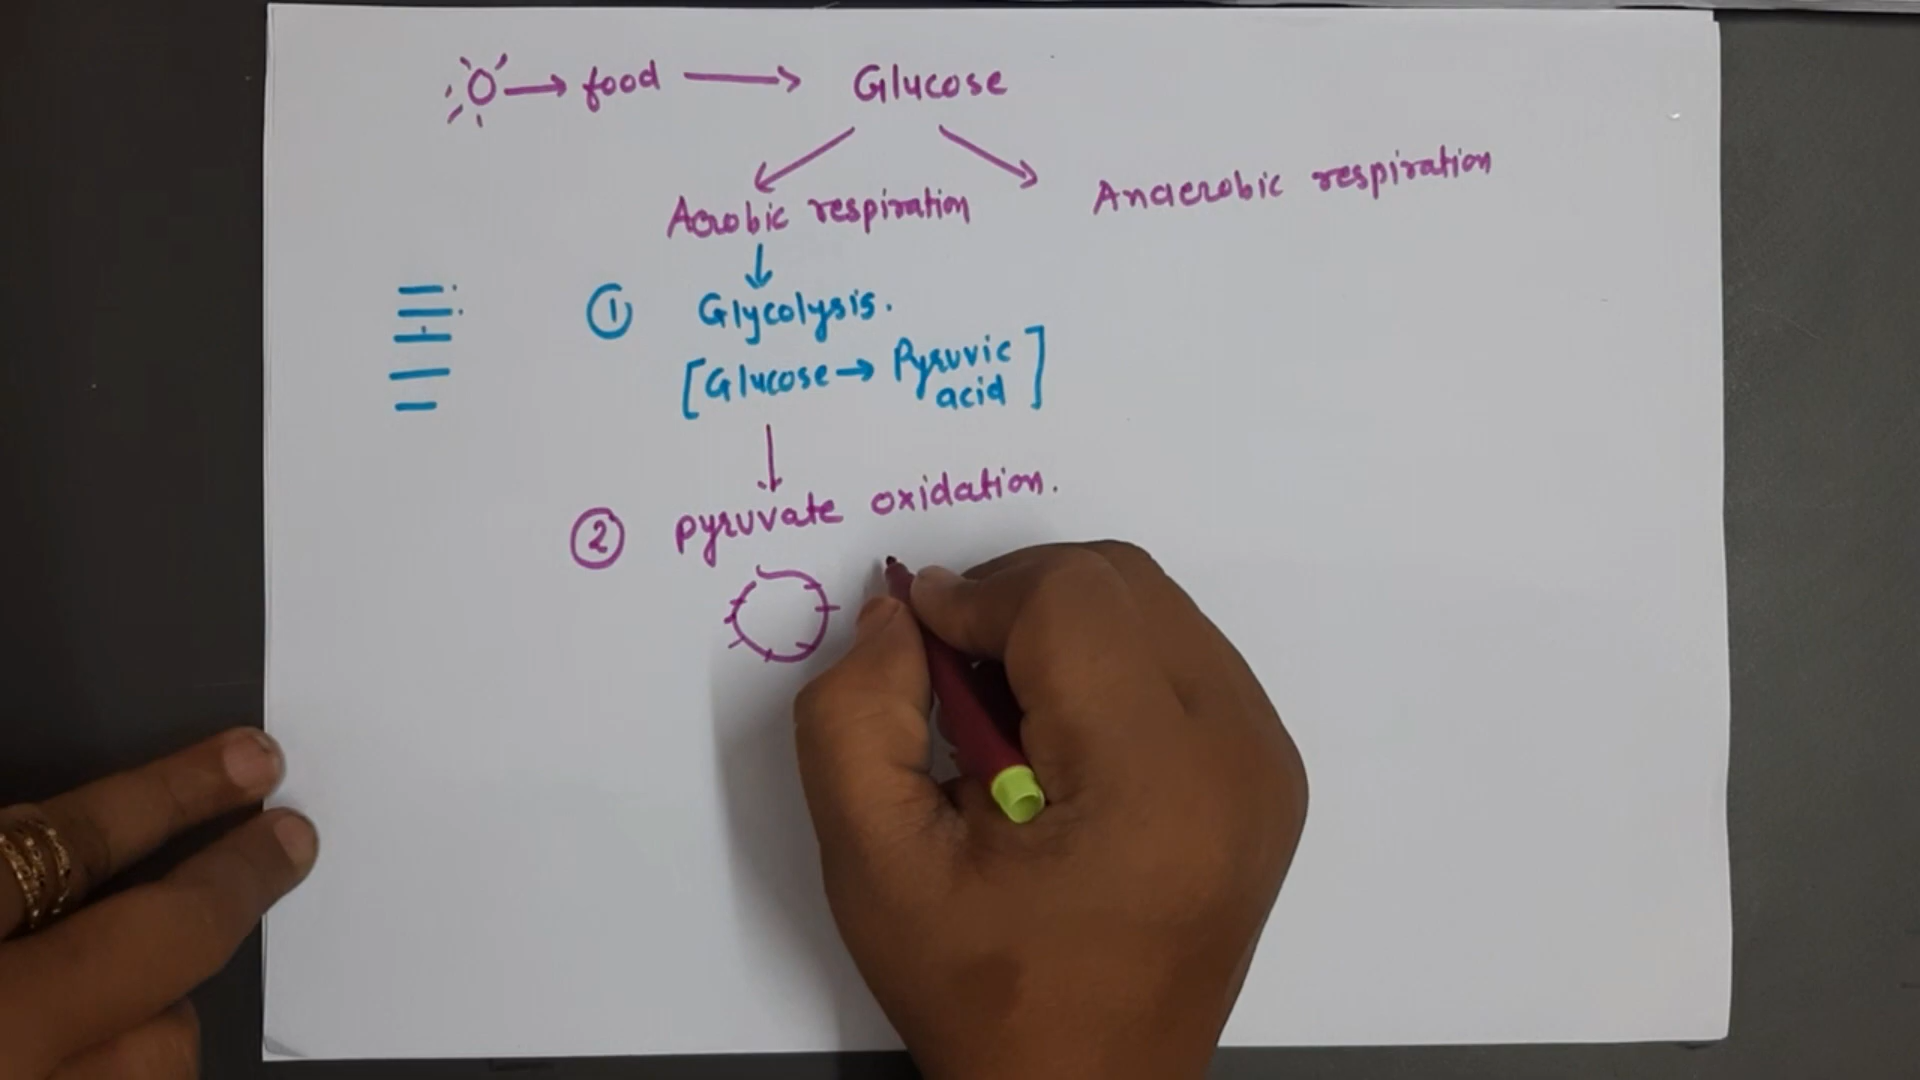 food → Glucose
Aerobic respiration
Anaerobic respiration
① Glycolysis.
[Glucose → Pyruvic
acid]
② pyruvate oxidation.